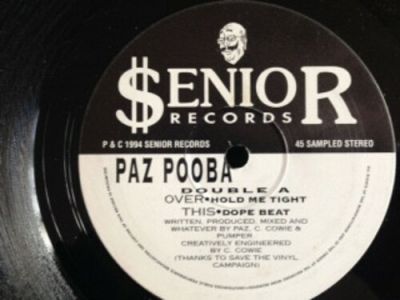 $ENIOR
RECORDS
P & C 1994 SENIOR RECORDS
45 SAMPLED STEREO
PAZ POOBA
DOUBLE A
OVER•HOLD ME TIGHT
THIS•DOPE BEAT
WRITTEN, PRODUCED, MIXED AND
WHATEVER BY PAZ, C. COWIE &
PUMPER
CREATIVELY ENGINEERED
BY C. COWIE
(THANKS TO SAVE THE VINYL
CAMPAIGN)